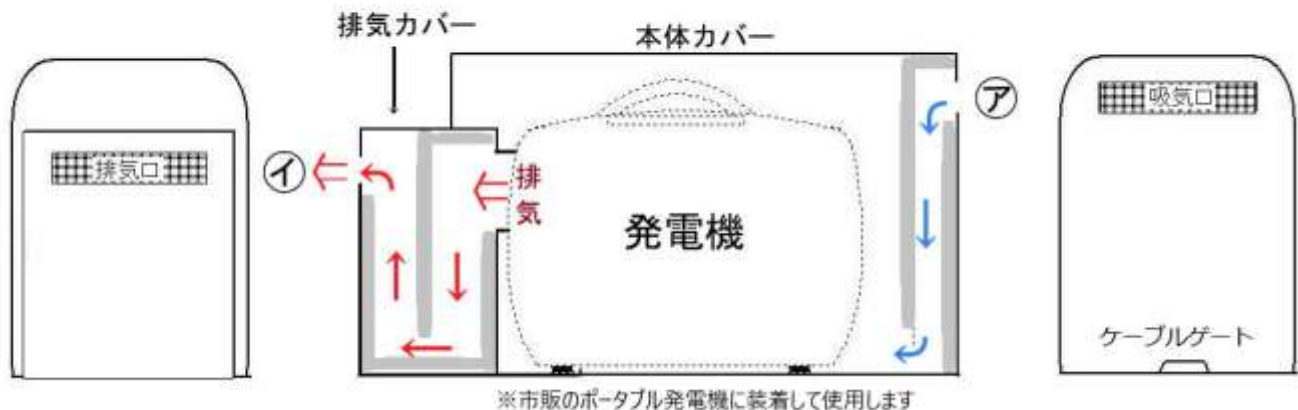 排気カバー
本体カバー
排気口
㋑
排気
発電機
㋐
吸気口
ケーブルゲート
※市販のポータブル発電機に装着して使用します